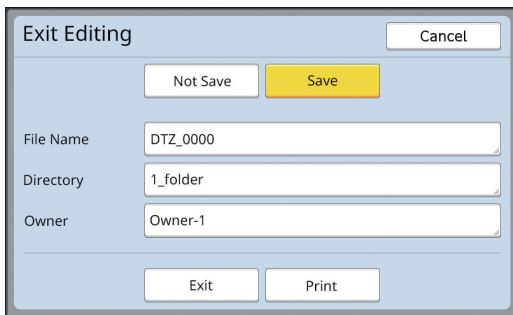 Exit Editing Cancel
Not Save Save
File Name DTZ_0000
Directory 1_folder
Owner Owner-1
Exit Print